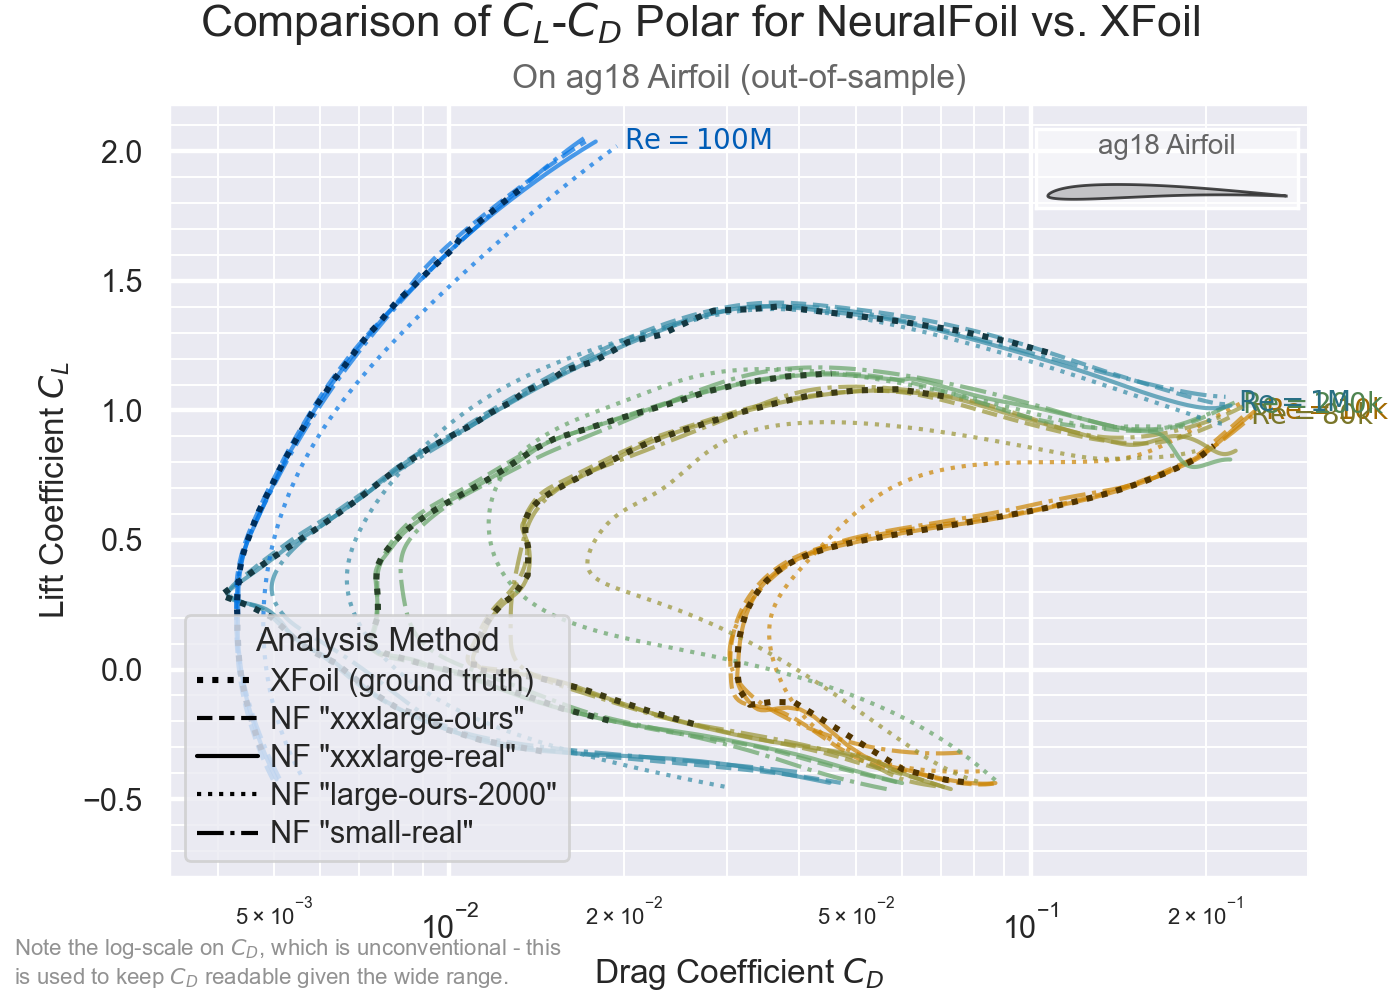 Comparison of C_L-C_D Polar for NeuralFoil vs. XFoil
On ag18 Airfoil (out-of-sample)
Re = 100M
ag18 Airfoil
Lift Coefficient C_L
2.0
1.5
1.0
0.5
0.0
−0.5
Re = 1M
Re = 80k
Analysis Method
XFoil (ground truth)
NF "xxxlarge-ours"
NF "xxxlarge-real"
NF "large-ours-2000"
NF "small-real"
5 × 10⁻³
10⁻²
2 × 10⁻²
5 × 10⁻²
10⁻¹
2 × 10⁻¹
Drag Coefficient C_D
Note the log-scale on C_D, which is unconventional - this
is used to keep C_D readable given the wide range.